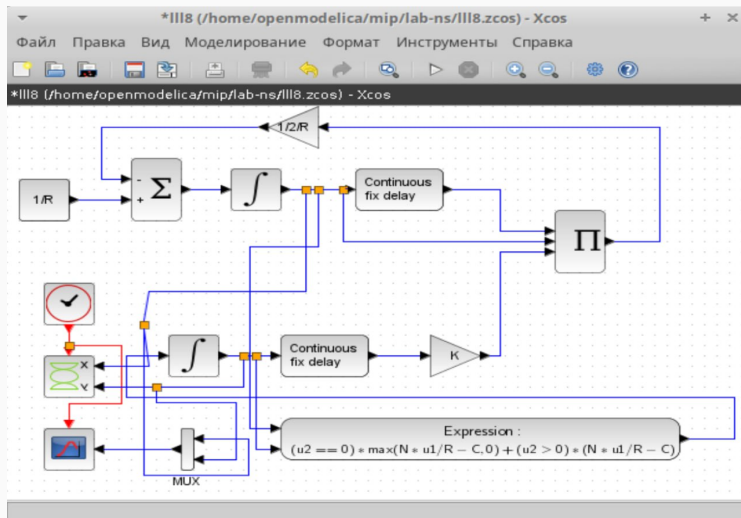 *lll8 (/home/openmodelica/mip/lab-ns/lll8.zcos) - Xcos
Файл Правка Вид Моделирование Формат Инструменты Справка
*lll8 (/home/openmodelica/mip/lab-ns/lll8.zcos) - Xcos
1/2/R
1/R
-
+
Σ
∫
Continuous
fix delay
Π
∫
Continuous
fix delay
K
X
Y
Expression :
(u2 == 0) * max(N * u1/R − C, 0) + (u2 > 0) * (N * u1/R − C)
MUX